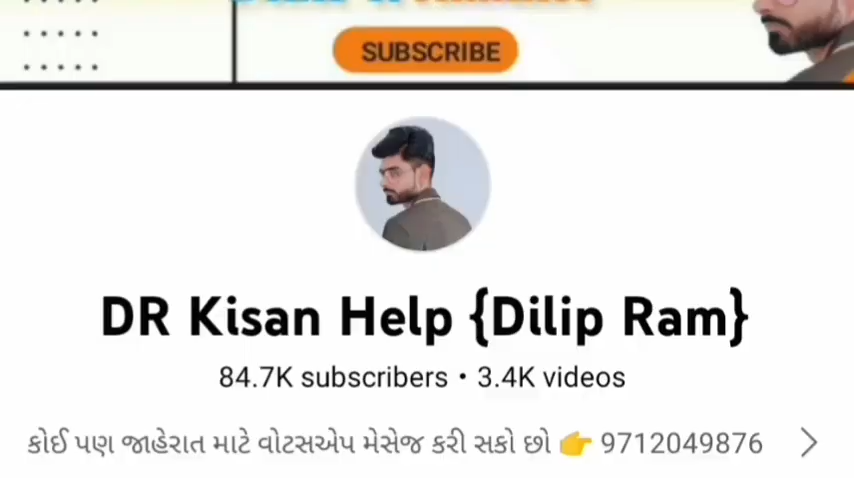 SUBSCRIBE
DR Kisan Help {Dilip Ram}
84.7K subscribers • 3.4K videos
કોઈ પણ જાહેરાત માટે વોટસએપ મેસેજ કરી સકો છો 👉 9712049876